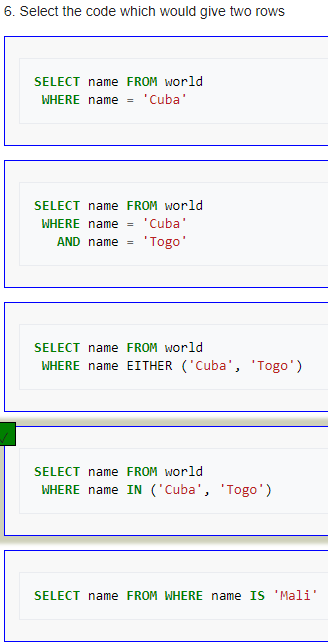 6. Select the code which would give two rows
SELECT name FROM world
WHERE name = 'Cuba'
SELECT name FROM world
WHERE name = 'Cuba'
AND name = 'Togo'
SELECT name FROM world
WHERE name EITHER ('Cuba', 'Togo')
SELECT name FROM world
WHERE name IN ('Cuba', 'Togo')
SELECT name FROM WHERE name IS 'Mali'